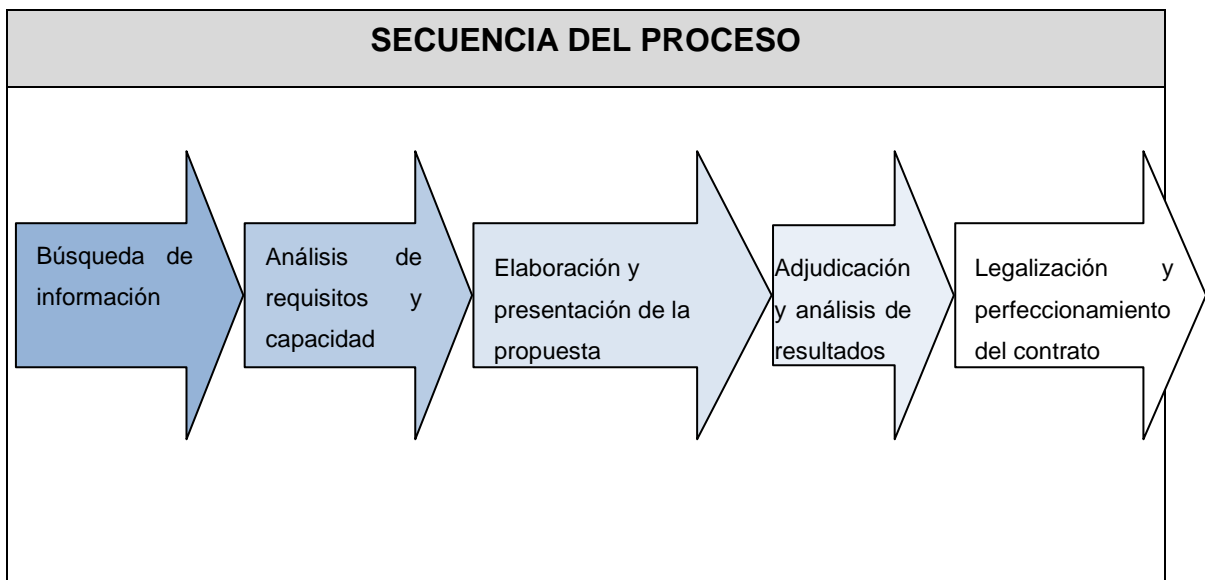 SECUENCIA DEL PROCESO
Búsqueda de
información
Análisis de
requisitos y
capacidad
Elaboración y
presentación de la
propuesta
Adjudicación
y análisis de
resultados
Legalización y
perfeccionamiento
del contrato